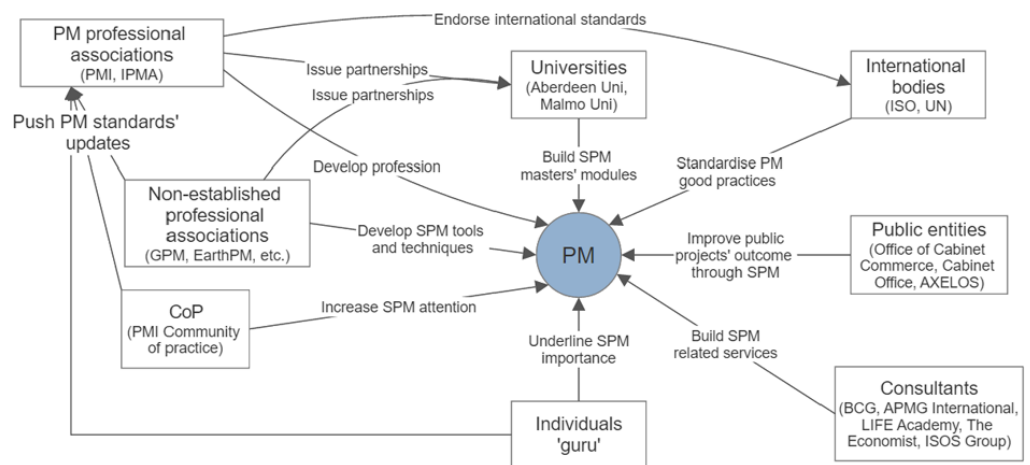 Endorse international standards
PM professional
associations
(PMI, IPMA)
Issue partnerships
Issue partnerships
Universities
(Aberdeen Uni,
Malmo Uni)
International
bodies
(ISO, UN)
Push PM standards'
updates
Develop profession
Build SPM
masters' modules
Standardise PM
good practices
Non-established
professional
associations
(GPM, EarthPM, etc.)
Develop SPM tools
and techniques
PM
Improve public
projects' outcome
through SPM
Public entities
(Office of Cabinet
Commerce, Cabinet
Office, AXELOS)
CoP
(PMI Community
of practice)
Increase SPM attention
Underline SPM
importance
Build SPM
related services
Individuals
'guru'
Consultants
(BCG, APMG International,
LIFE Academy, The
Economist, ISOS Group)